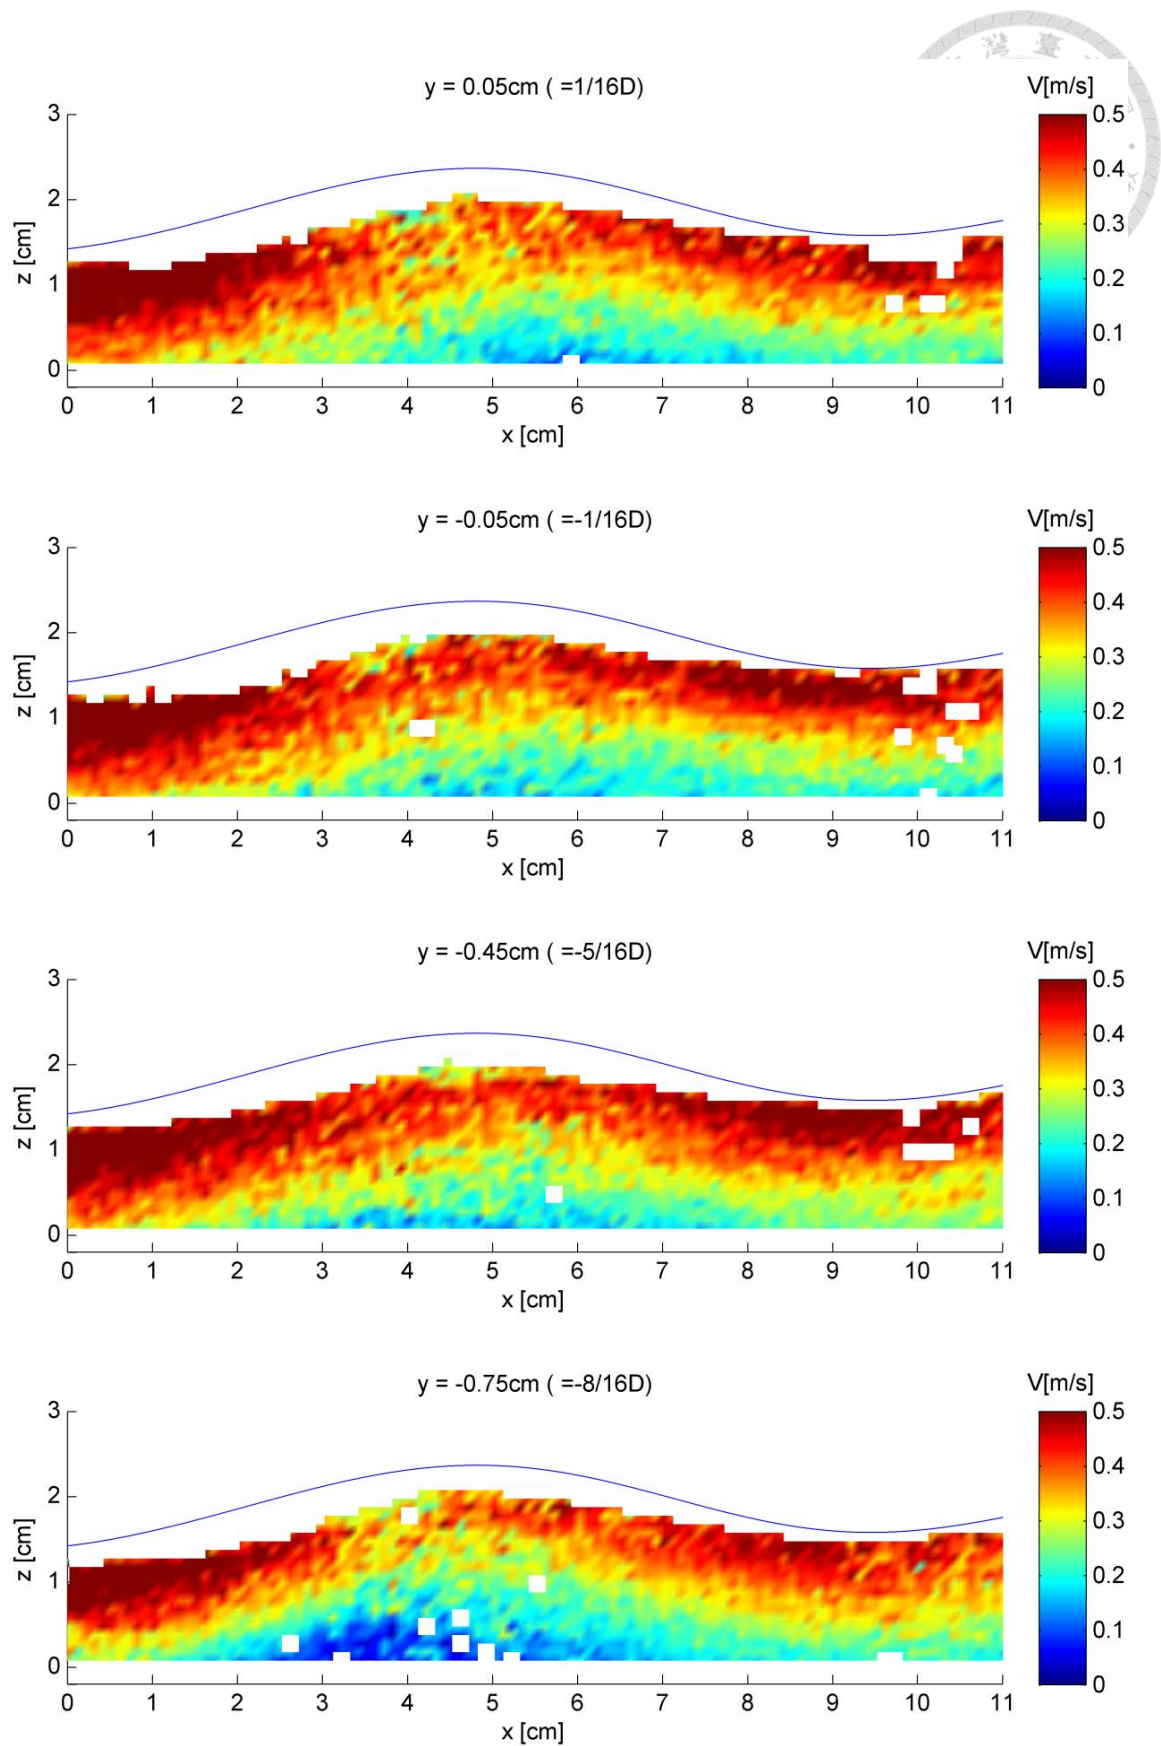 灣 臺
y = 0.05cm ( =1/16D)
V[m/s]
3
2
1
0
z [cm]
0 1 2 3 4 5 6 7 8 9 10 11
x [cm]
0.5
0.4
0.3
0.2
0.1
0
y = -0.05cm ( =-1/16D)
V[m/s]
3
2
1
0
z [cm]
0 1 2 3 4 5 6 7 8 9 10 11
x [cm]
0.5
0.4
0.3
0.2
0.1
0
y = -0.45cm ( =-5/16D)
V[m/s]
3
2
1
0
z [cm]
0 1 2 3 4 5 6 7 8 9 10 11
x [cm]
0.5
0.4
0.3
0.2
0.1
0
y = -0.75cm ( =-8/16D)
V[m/s]
3
2
1
0
z [cm]
0 1 2 3 4 5 6 7 8 9 10 11
x [cm]
0.5
0.4
0.3
0.2
0.1
0